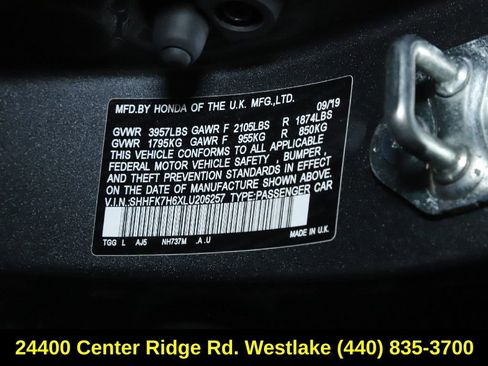 MFD.BY HONDA OF THE U.K. MFG.,LTD. 09/19
GVWR 3957LBS GAWR F 2105LBS R 1874LBS
GVWR 1795KG GAWR F 955KG R 850KG
THIS VEHICLE CONFORMS TO ALL APPLICABLE
FEDERAL MOTOR VEHICLE SAFETY, BUMPER,
AND THEFT PREVENTION STANDARDS IN EFFECT
ON THE DATE OF MANUFACTURE SHOWN ABOVE.
V.I.N.:SHHFK7H6XLU206257 TYPE:PASSENGER CAR
TGG L AJ5 NH737M .A.U MADE IN U.K.
24400 Center Ridge Rd. Westlake (440) 835-3700